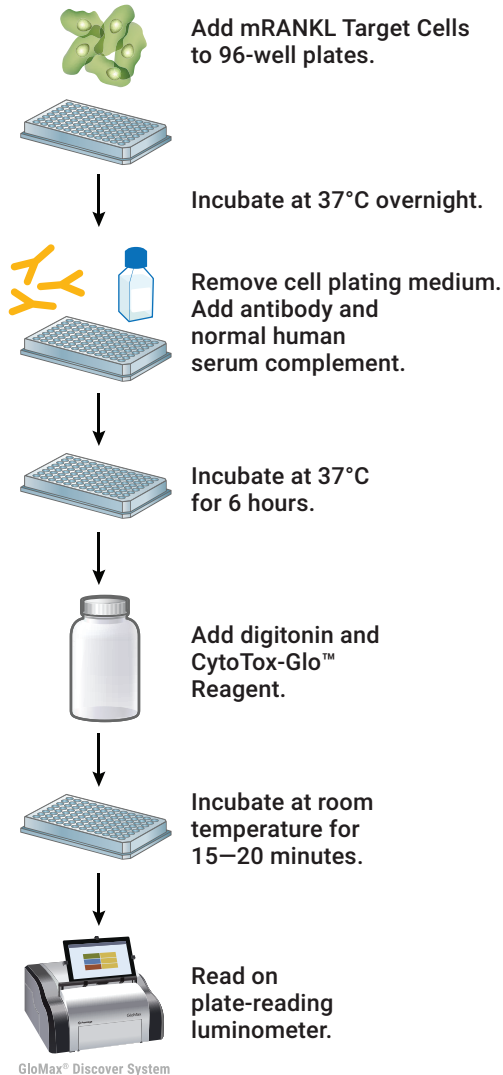 Add mRANKL Target Cells
to 96-well plates.
Incubate at 37°C overnight.
Remove cell plating medium.
Add antibody and
normal human
serum complement.
Incubate at 37°C
for 6 hours.
Add digitonin and
CytoTox-Glo™
Reagent.
Incubate at room
temperature for
15—20 minutes.
Read on
plate-reading
luminometer.
GloMax® Discover System